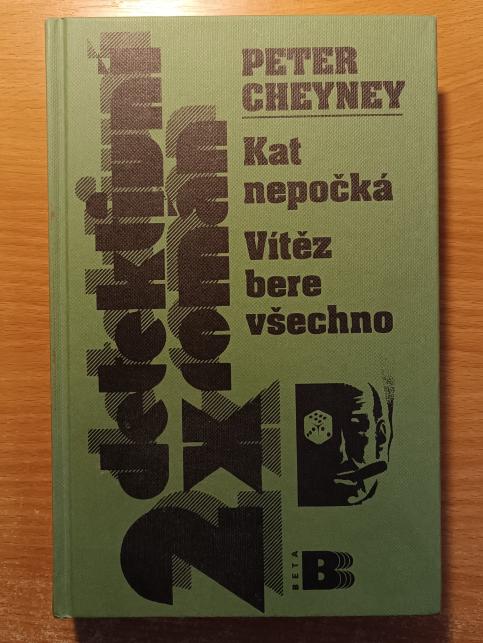 PETER
CHEYNEY
Kat
nepočká
Vítěz
bere
všechno
2x detektivní
román
BETA
B